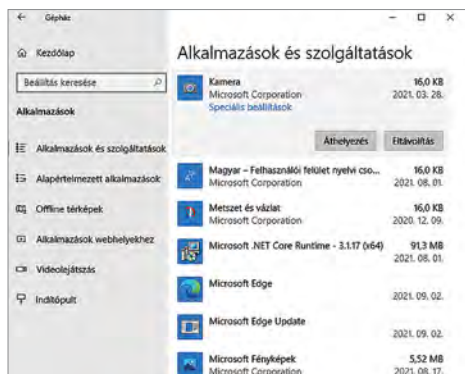 Gépház
Kezdőlap
Beállítás keresése
Alkalmazások
Alkalmazások és szolgáltatások
Alapértelmezett alkalmazások
Offline térképek
Alkalmazások webhelyekhez
Videolejátszás
Indítópult
Alkalmazások és szolgáltatások
Kamera 16,0 KB
Microsoft Corporation 2021. 03. 28.
Speciális beállítások
Áthelyezés Eltávolítás
Magyar – Felhasználói felület nyelvi cso... 16,0 KB
Microsoft Corporation 2021. 08. 01.
Metszet és vázlat 16,0 KB
Microsoft Corporation 2020. 12. 09.
Microsoft .NET Core Runtime - 3.1.17 (x64) 91,3 MB
2021. 08. 01.
Microsoft Edge
2021. 09. 02.
Microsoft Edge Update
2021. 09. 02.
Microsoft Fényképek 5,52 MB
Microsoft Corporation 2021. 08. 17.